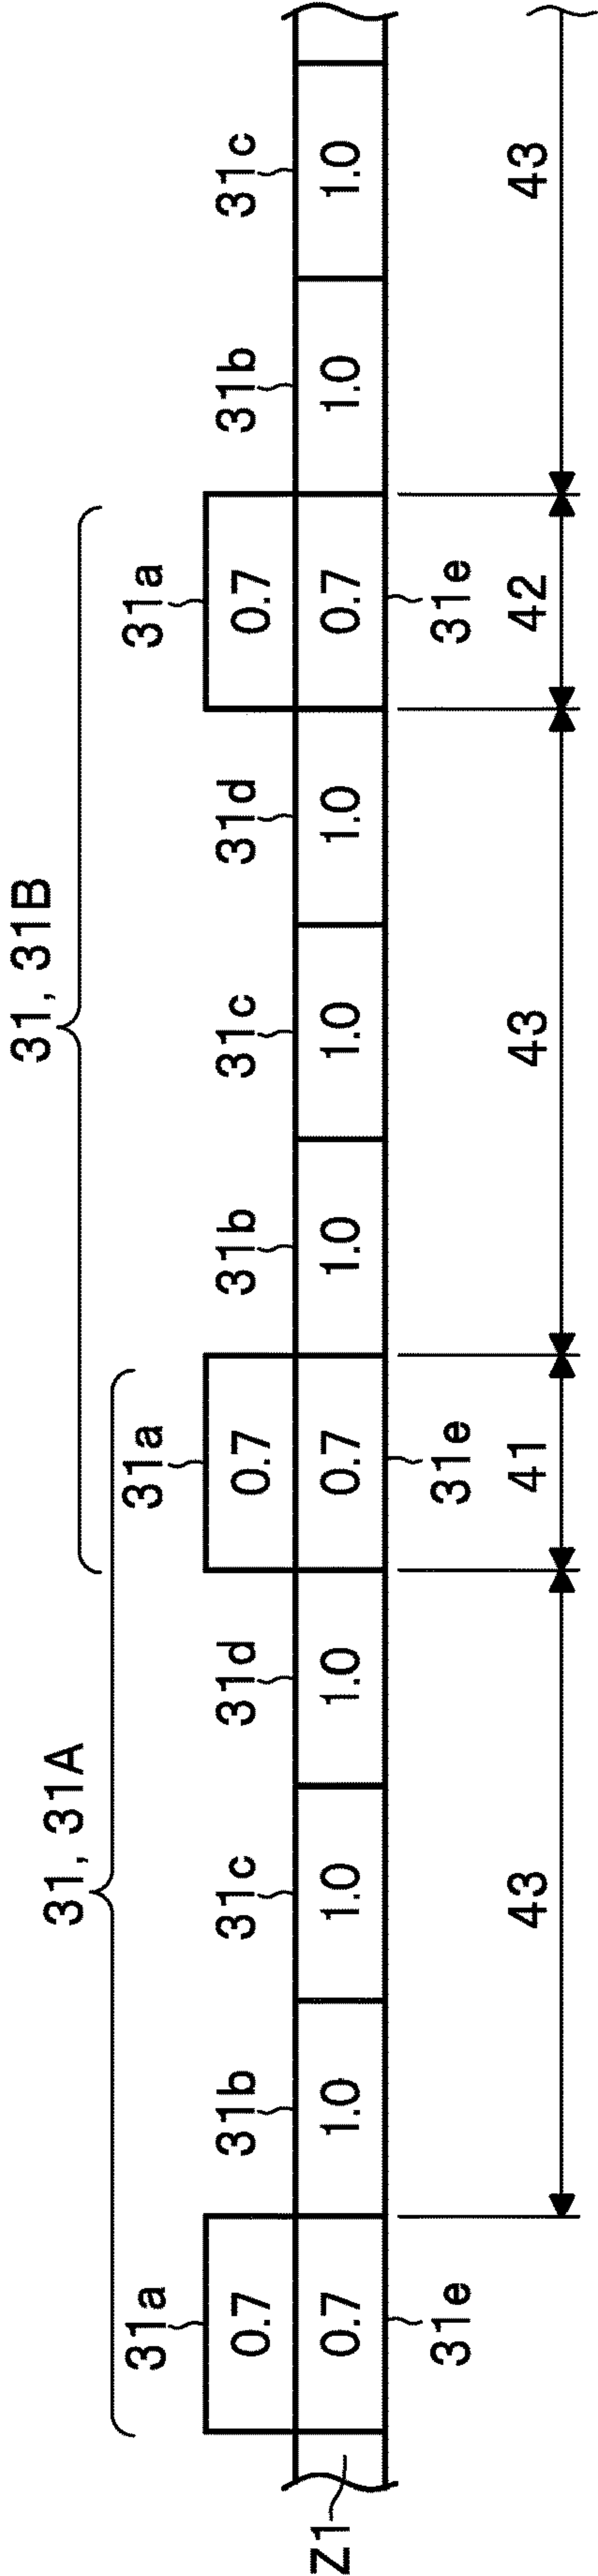 31, 31B
31, 31A
31a 31a 31a
31b 31c 31d 31b 31c 31d 31b 31c
0.7 0.7 0.7
Z1 0.7 1.0 1.0 1.0 0.7 1.0 1.0 1.0 0.7 1.0 1.0
31e 31e 31e
43 41 43 42 43